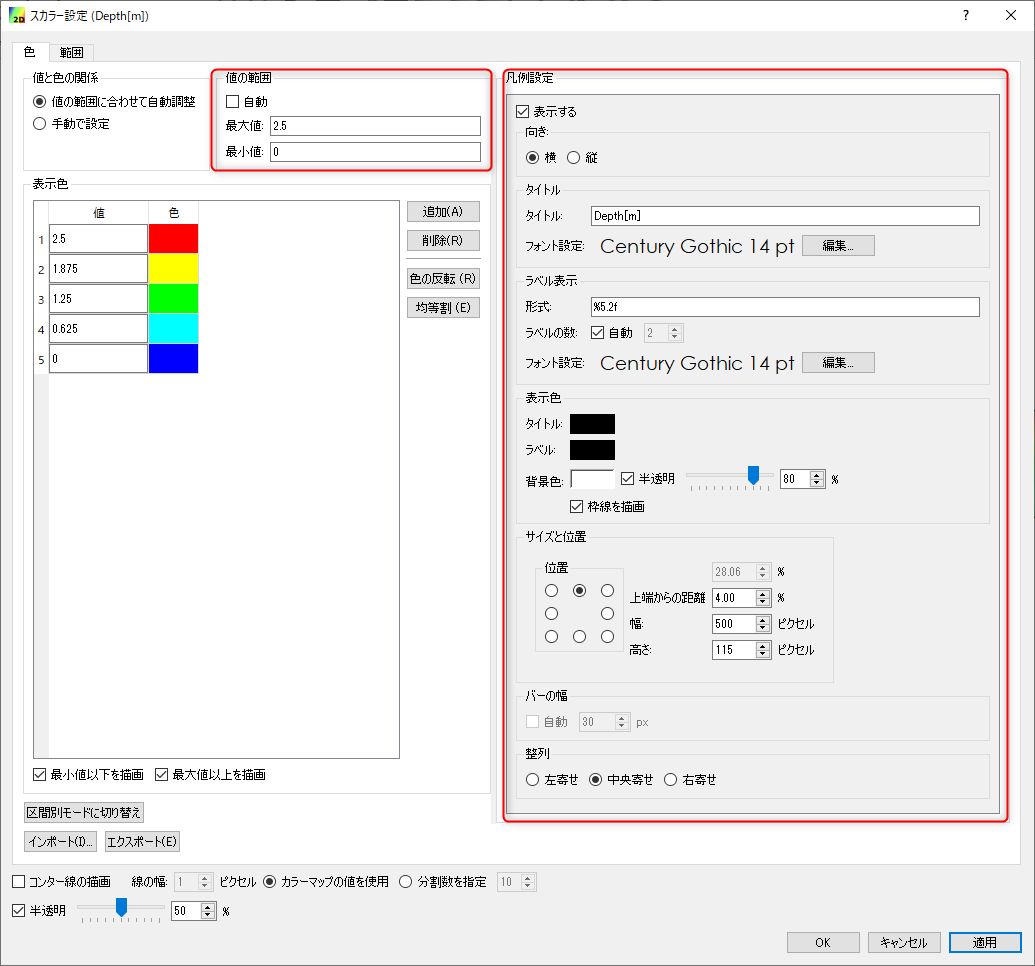 2D スカラー設定 (Depth[m])
?
色 範囲
値と色の関係
値の範囲に合わせて自動調整
手動で設定
値の範囲
自動
最大値: 2.5
最小値: 0
表示色
値 色
1 2.5
2 1.875
3 1.25
4 0.625
5 0
追加(A)
削除(R)
色の反転 (R)
均等割 (E)
最小値以下を描画 最大値以上を描画
区間別モードに切り替え
インポート(I)... エクスポート(E)
凡例設定
表示する
向き:
横 縦
タイトル
タイトル: Depth[m]
フォント設定: Century Gothic 14 pt 編集...
ラベル表示
形式: %5.2f
ラベルの数: 自動 2
フォント設定: Century Gothic 14 pt 編集...
表示色
タイトル:
ラベル:
背景色: 半透明 80 %
枠線を描画
サイズと位置
位置
28.06 %
上端からの距離 4.00 %
幅: 500 ピクセル
高さ: 115 ピクセル
バーの幅
自動 30 px
整列
左寄せ 中央寄せ 右寄せ
コンター線の描画 線の幅: 1 ピクセル カラーマップの値を使用 分割数を指定 10
半透明 50 %
OK キャンセル 適用